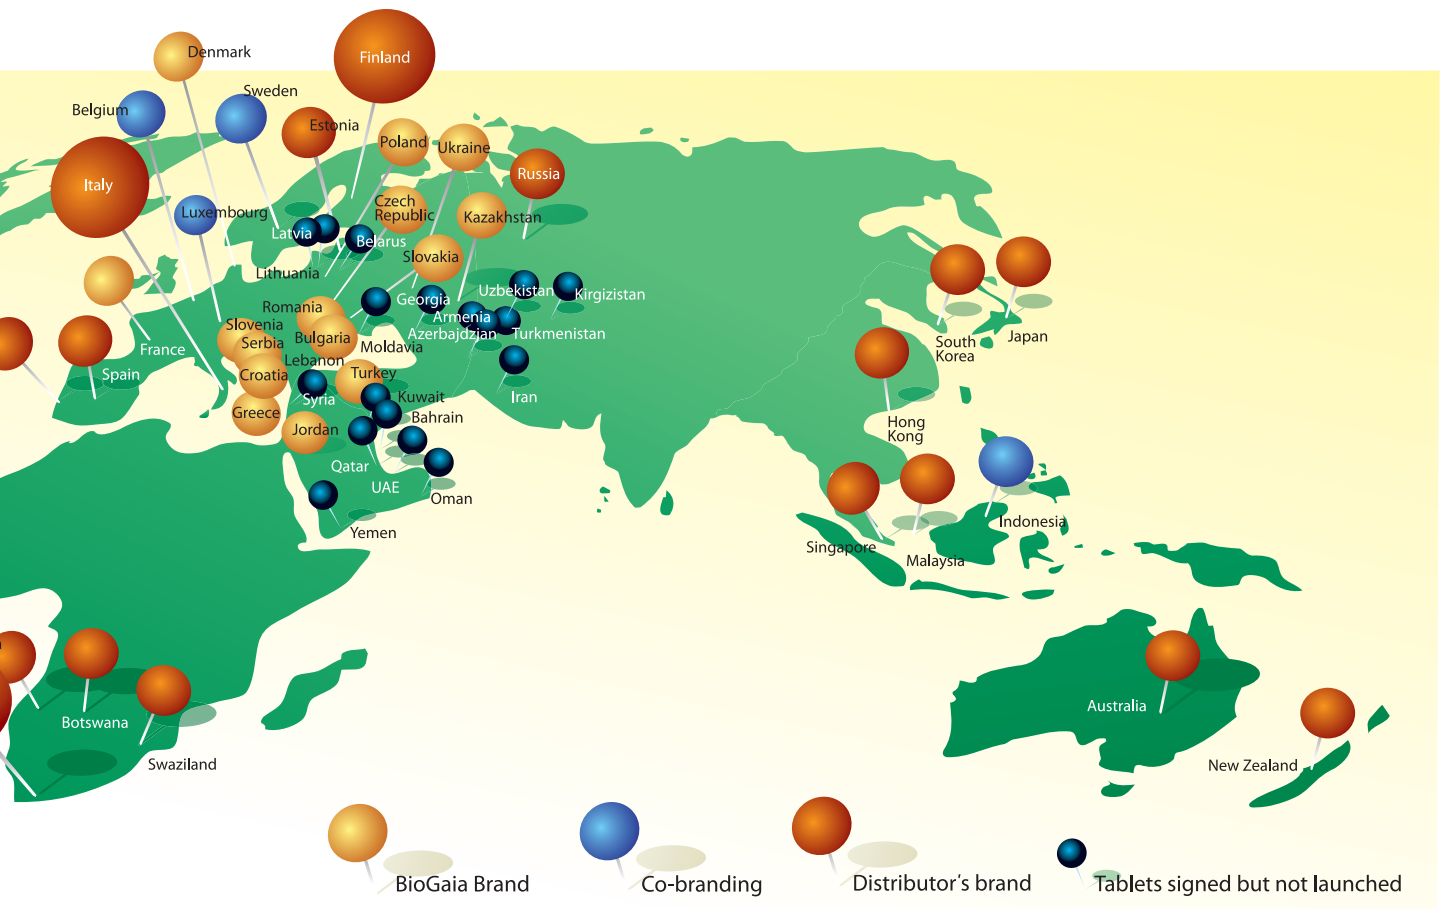 Denmark
Finland
Sweden
Belgium
Estonia
Poland
Ukraine
Russia
Italy
Czech
Republic
Luxembourg
Kazakhstan
Latvia
Belarus
Slovakia
Lithuania
Uzbekistan
Kirgizistan
Georgia
Romania
Armenia
Slovenia
Azerbajdzjan
Turkmenistan
Serbia
Bulgaria
Moldavia
France
Lebanon
South
Korea
Japan
Spain
Croatia
Turkey
Syria
Kuwait
Iran
Greece
Bahrain
Jordan
Hong
Kong
Qatar
UAE
Oman
Yemen
Indonesia
Singapore
Malaysia
Botswana
Swaziland
Australia
New Zealand
BioGaia Brand
Co-branding
Distributor's brand
Tablets signed but not launched